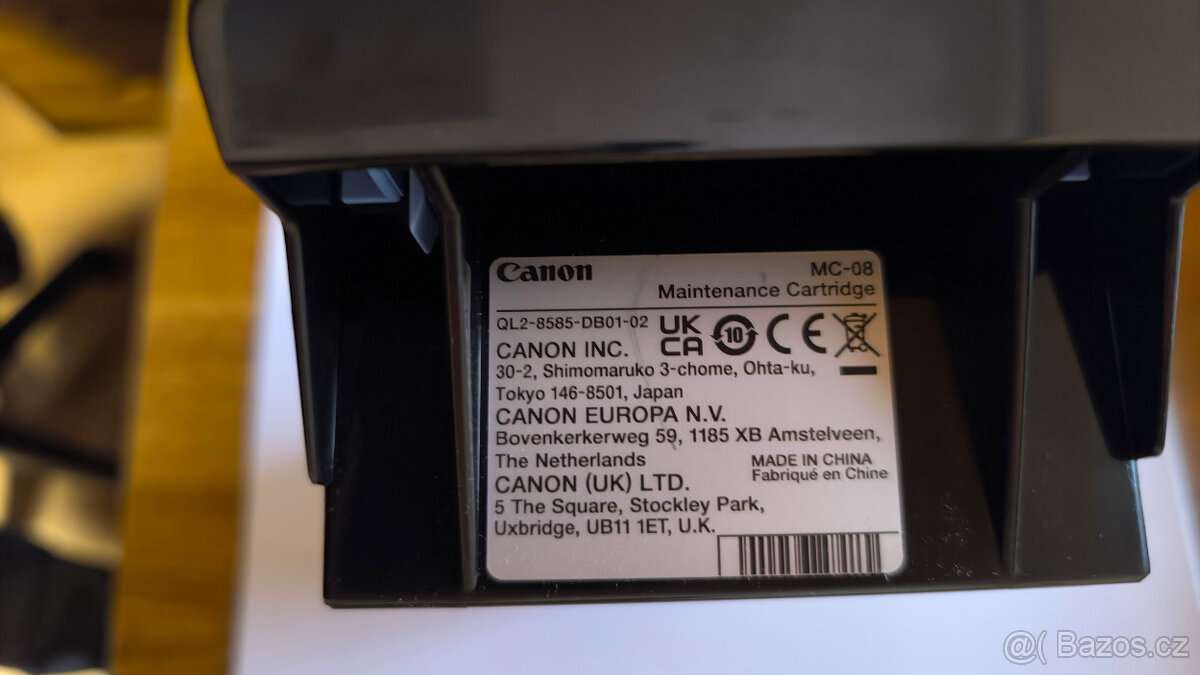 Canon
MC-08
Maintenance Cartridge
QL2-8585-DB01-02
UK
CA
10
CE
CANON INC.
30-2, Shimomaruko 3-chome, Ohta-ku,
Tokyo 146-8501, Japan
CANON EUROPA N.V.
Bovenkerkerweg 59, 1185 XB Amstelveen,
The Netherlands
MADE IN CHINA
Fabriqué en Chine
CANON (UK) LTD.
5 The Square, Stockley Park,
Uxbridge, UB11 1ET, U.K.
@( Bazos.cz